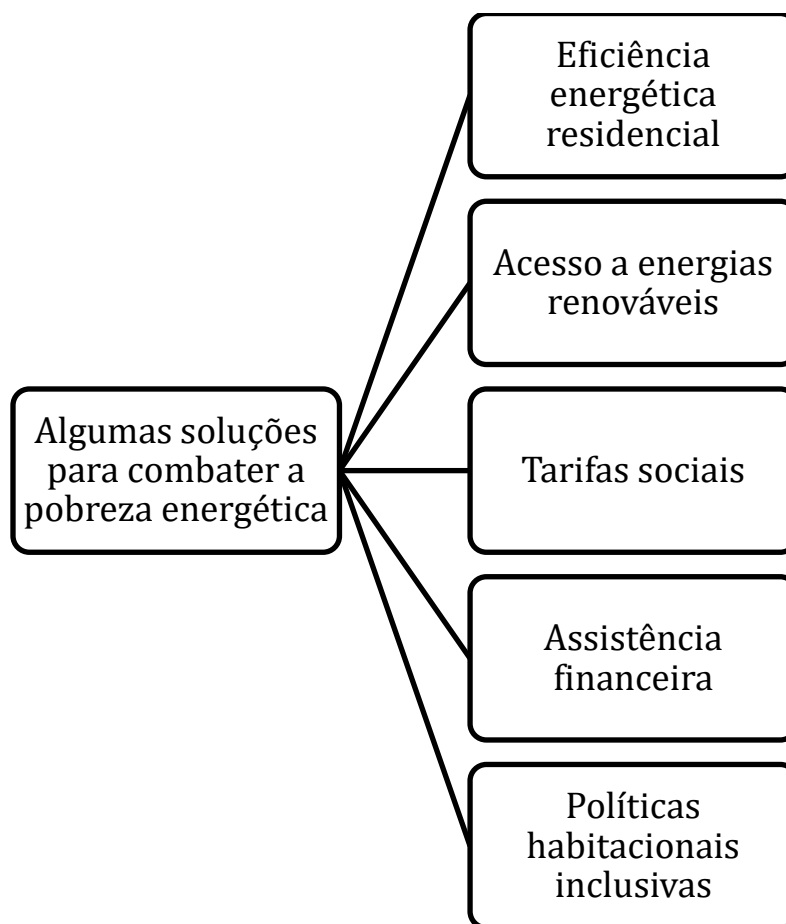 Algumas soluções
para combater a
pobreza energética
Eficiência
energética
residencial
Acesso a energias
renováveis
Tarifas sociais
Assistência
financeira
Políticas
habitacionais
inclusivas